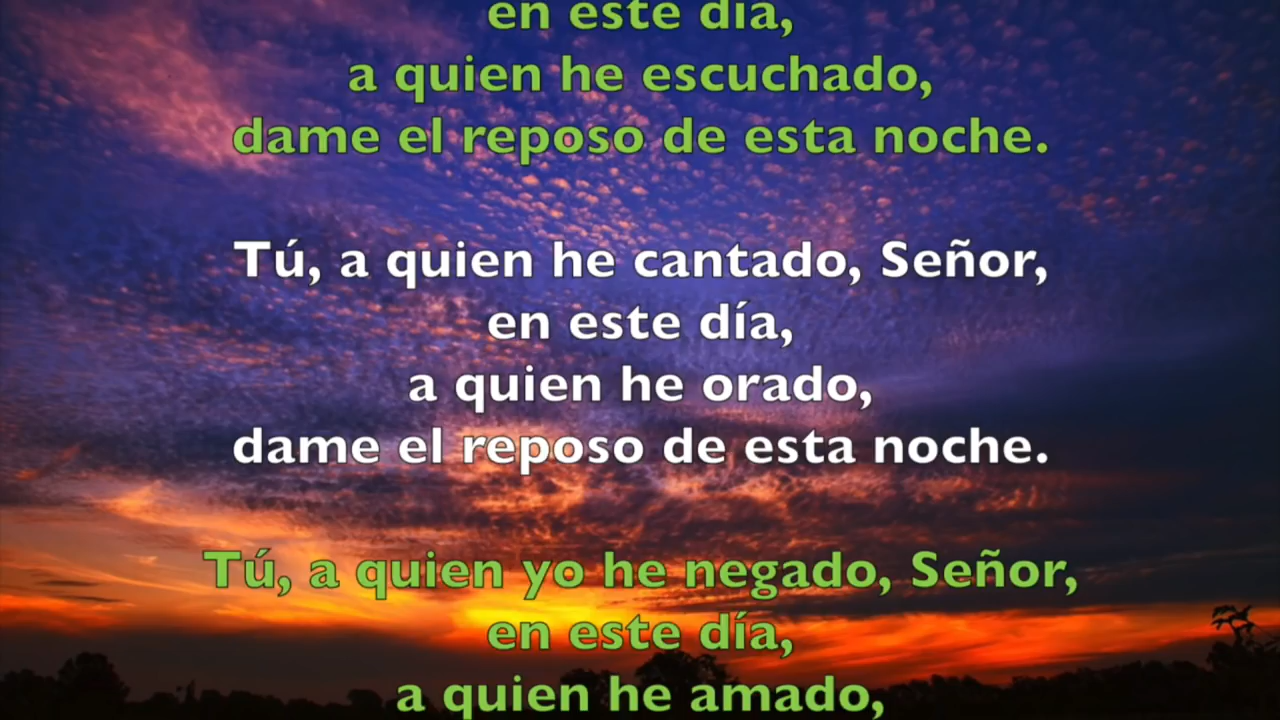 en este día,
a quien he escuchado,
dame el reposo de esta noche.
Tú, a quien he cantado, Señor,
en este día,
a quien he orado,
dame el reposo de esta noche.
Tú, a quien yo he negado, Señor,
en este día,
a quien he amado,